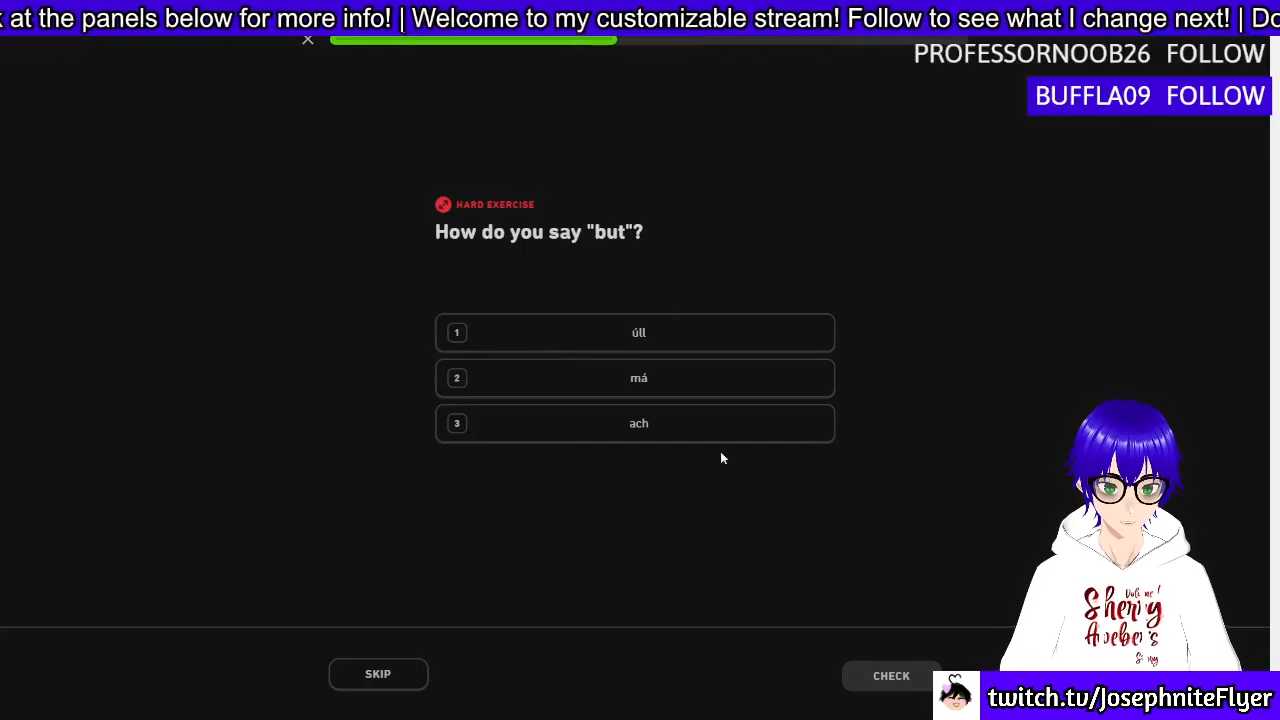 k at the panels below for more info! | Welcome to my customizable stream! Follow to see what I change next! | Do
PROFESSORNOOB26 FOLLOW
BUFFLA09 FOLLOW
HARD EXERCISE
How do you say "but"?
1 úll
2 má
3 ach
SKIP
CHECK
Sherry
twitch.tv/JosephniteFlyer